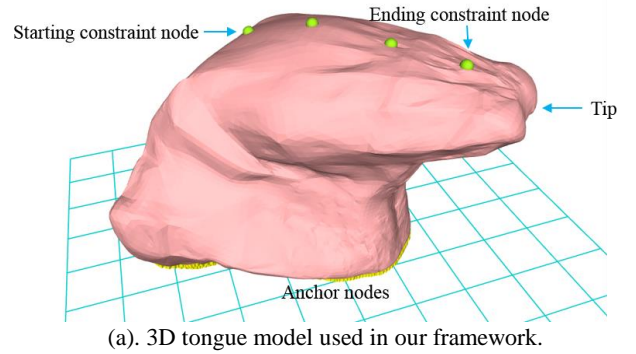 Ending constraint node
Starting constraint node
Tip
Anchor nodes
(a). 3D tongue model used in our framework.